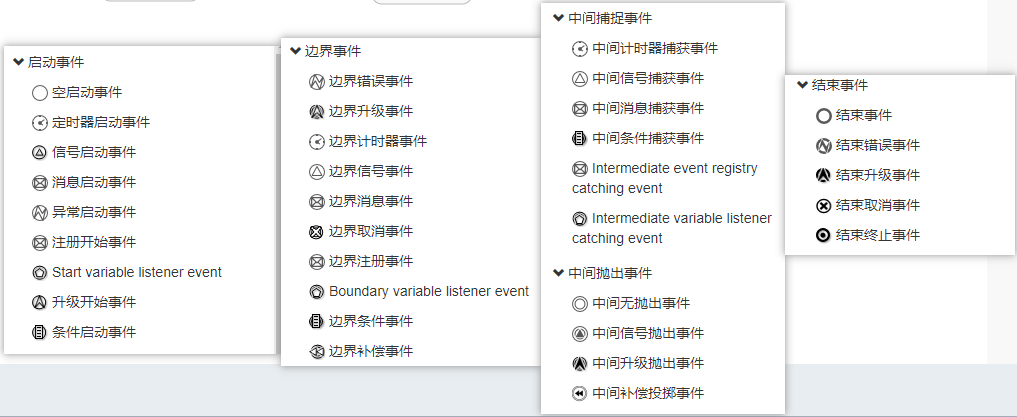 启动事件
空启动事件
定时器启动事件
信号启动事件
消息启动事件
异常启动事件
注册开始事件
Start variable listener event
升级开始事件
条件启动事件
边界事件
边界错误事件
边界升级事件
边界计时器事件
边界信号事件
边界消息事件
边界取消事件
边界注册事件
Boundary variable listener event
边界条件事件
边界补偿事件
中间捕捉事件
中间计时器捕获事件
中间信号捕获事件
中间消息捕获事件
中间条件捕获事件
Intermediate event registry
catching event
Intermediate variable listener
catching event
中间抛出事件
中间无抛出事件
中间信号抛出事件
中间升级抛出事件
中间补偿投掷事件
结束事件
结束事件
结束错误事件
结束升级事件
结束取消事件
结束终止事件